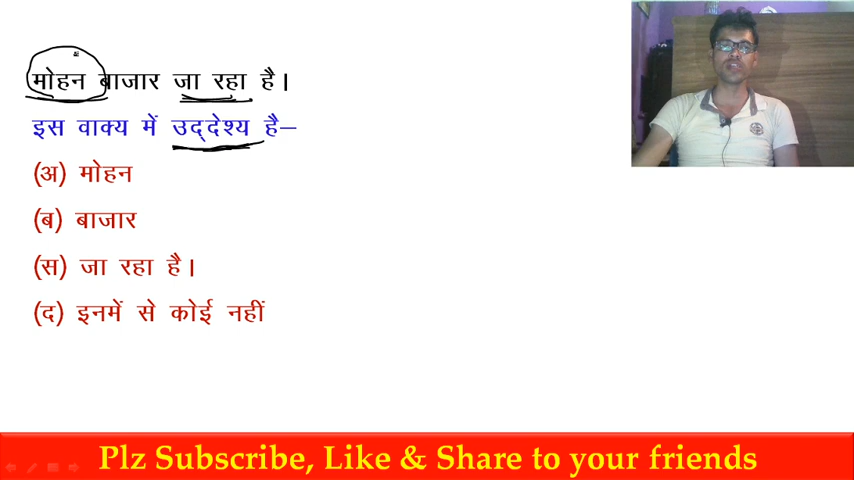 मोहन बाजार जा रहा है।
इस वाक्य में उद्देश्य है–
(अ) मोहन
(ब) बाजार
(स) जा रहा है।
(द) इनमें से कोई नहीं
Plz Subscribe, Like & Share to your friends